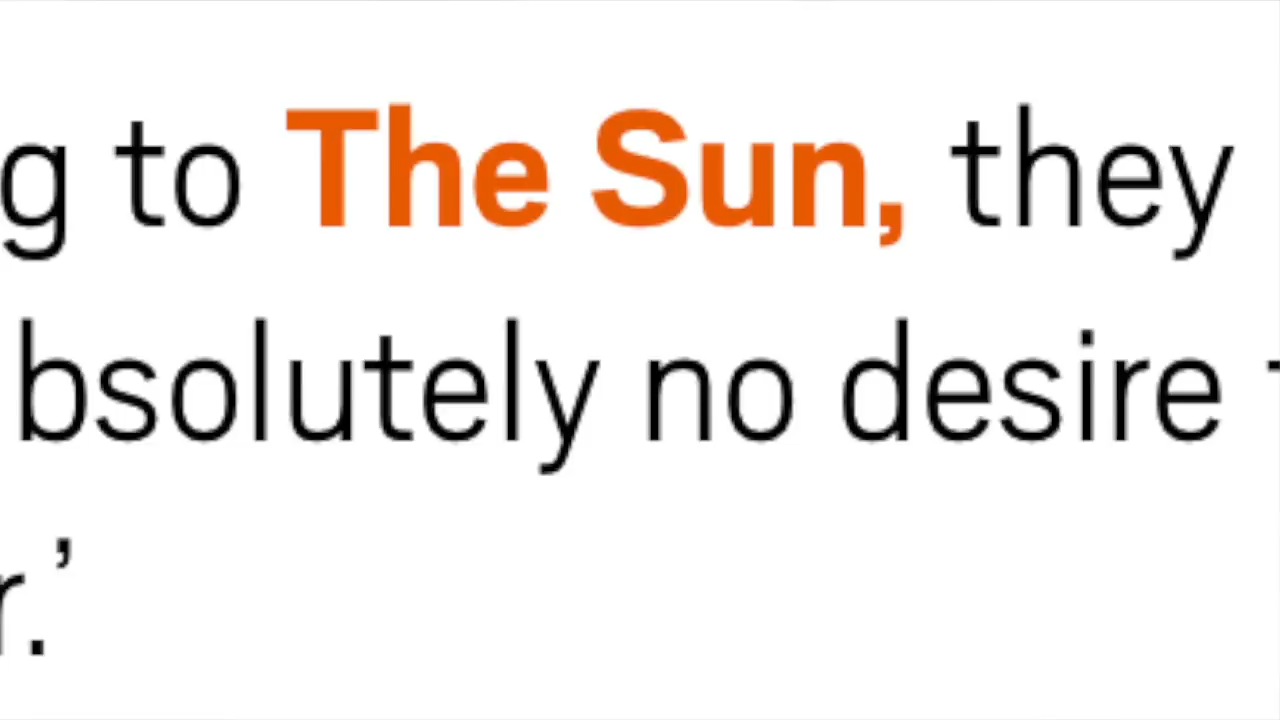 g to The Sun, they
bsolutely no desire
r.’